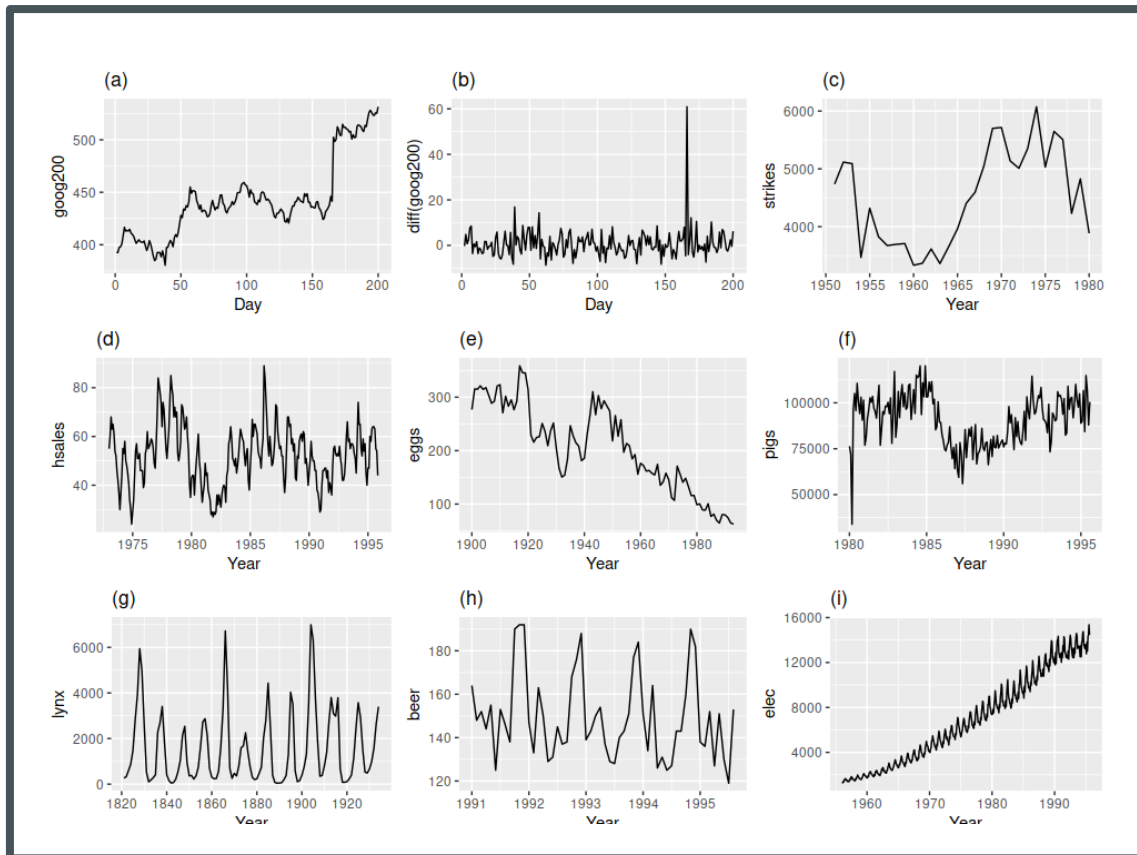 (a)
(b)
(c)
goog200
500
450
400
0
50
100
150
200
Day
diff(goog200)
60
40
20
0
0
50
100
150
200
Day
strikes
6000
5000
4000
1950
1955
1960
1965
1970
1975
1980
Year
(d)
(e)
(f)
hsales
80
60
40
1975
1980
1985
1990
1995
Year
eggs
300
200
100
1900
1920
1940
1960
1980
Year
pigs
100000
75000
50000
1980
1985
1990
1995
Year
(g)
(h)
(i)
lynx
6000
4000
2000
0
1820
1840
1860
1880
1900
1920
Year
beer
180
160
140
120
1991
1992
1993
1994
1995
Year
elec
16000
12000
8000
4000
1960
1970
1980
1990
Year